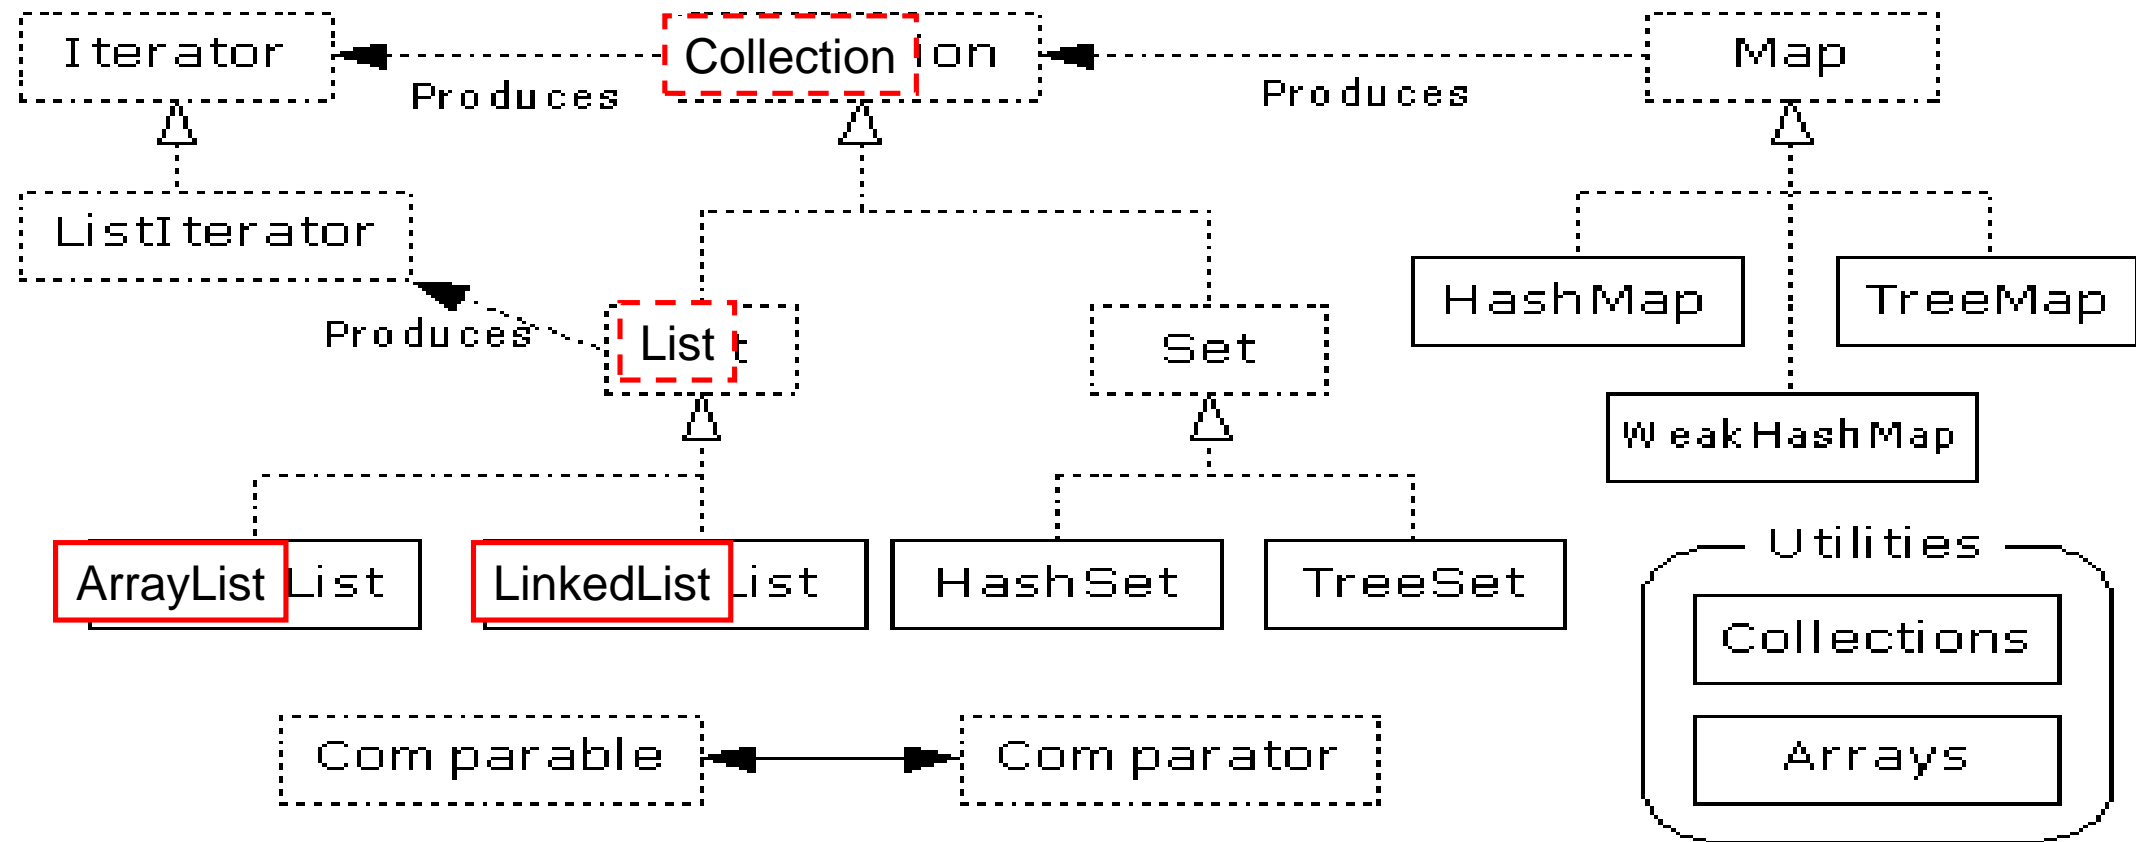 Iterator
Collection
ion
Map
Produces
Produces
ListIterator
HashMap
TreeMap
Produces
List
t
Set
WeakHashMap
ArrayList
List
LinkedList
List
HashSet
TreeSet
Utilities
Collections
Comparable
Comparator
Arrays